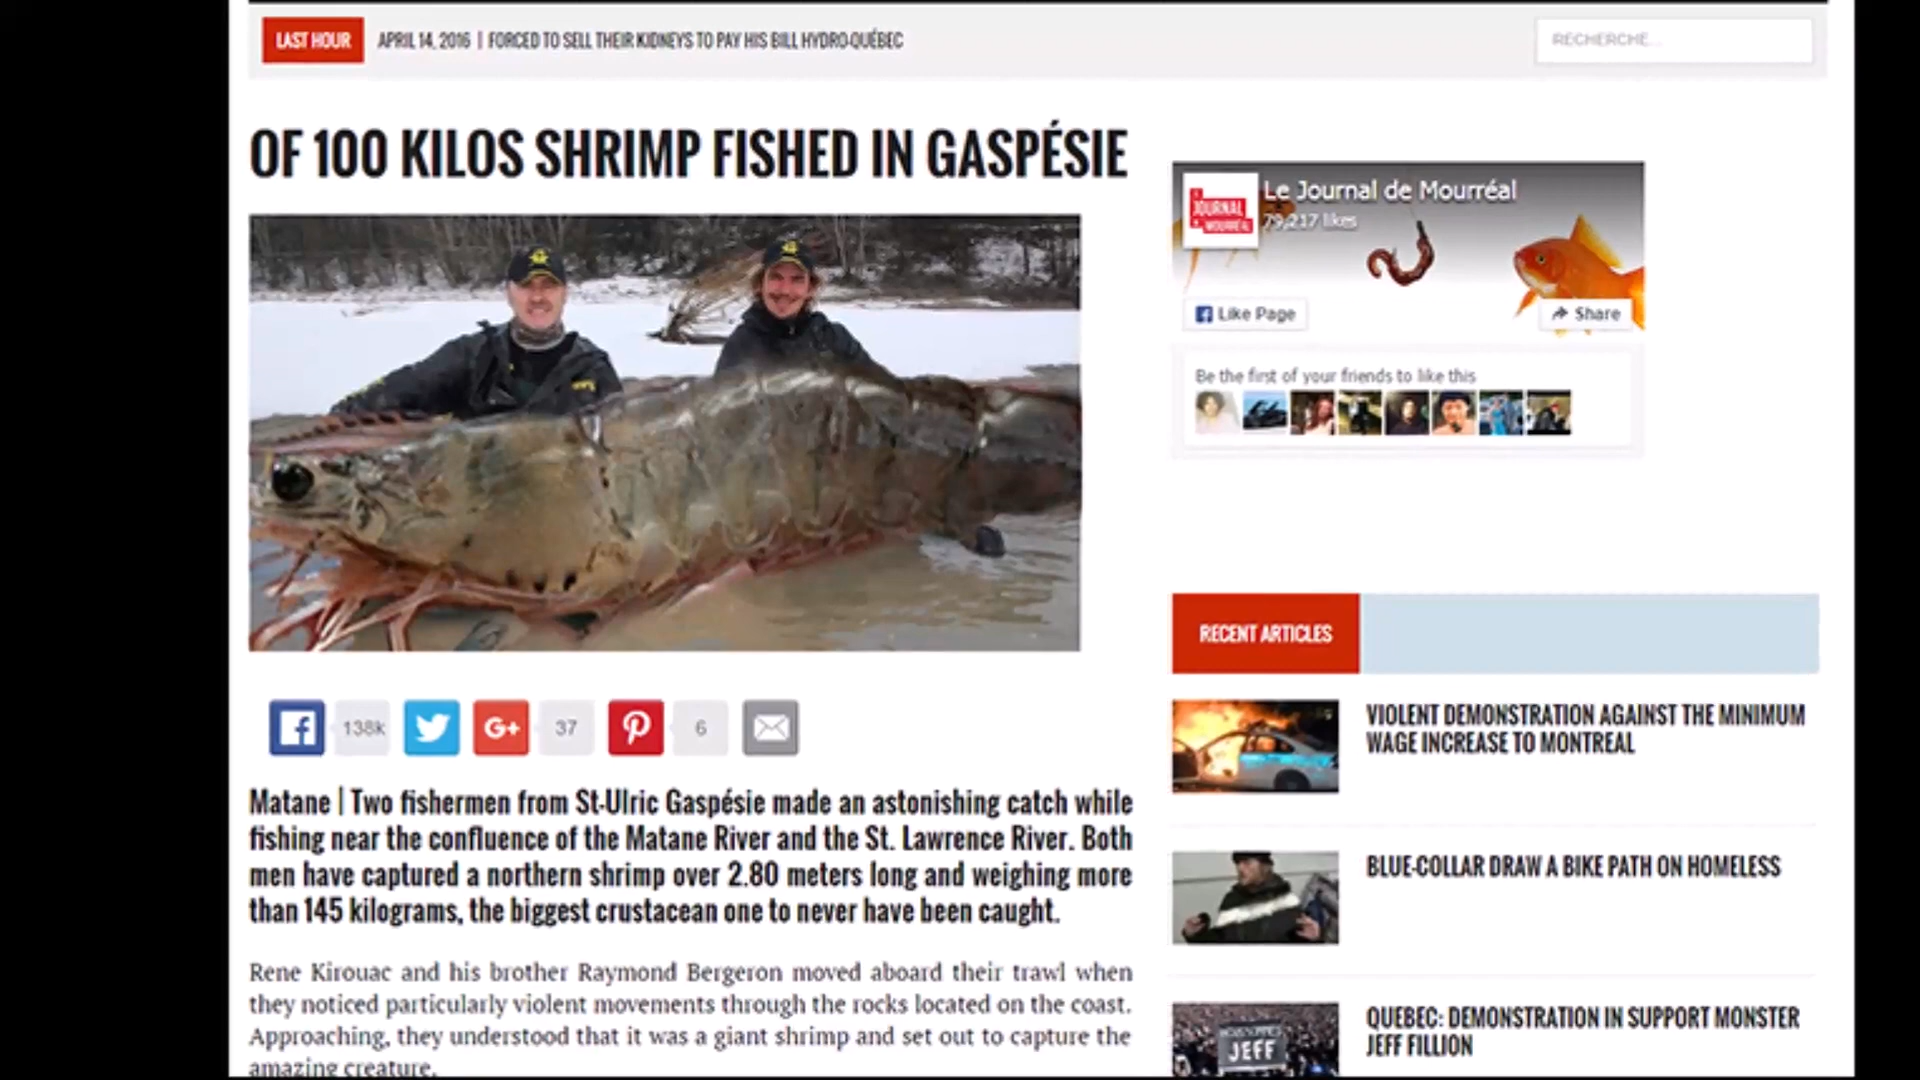 LAST HOUR APRIL 14, 2016 | FORCED TO SELL THEIR KIDNEYS TO PAY HIS BILL HYDRO-QUÉBEC
RECHERCHE...
OF 100 KILOS SHRIMP FISHED IN GASPÉSIE
138k
G+ 37
6
Matane | Two fishermen from St-Ulric Gaspésie made an astonishing catch while
fishing near the confluence of the Matane River and the St. Lawrence River. Both
men have captured a northern shrimp over 2.80 meters long and weighing more
than 145 kilograms, the biggest crustacean one to never have been caught.
Rene Kirouac and his brother Raymond Bergeron moved aboard their trawl when
they noticed particularly violent movements through the rocks located on the coast.
Approaching, they understood that it was a giant shrimp and set out to capture the
amazing creature.
JOURNAL
MOURRÉAL
Le Journal de Mourréal
79,217 likes
Like Page
Share
Be the first of your friends to like this
RECENT ARTICLES
VIOLENT DEMONSTRATION AGAINST THE MINIMUM
WAGE INCREASE TO MONTREAL
BLUE-COLLAR DRAW A BIKE PATH ON HOMELESS
QUEBEC: DEMONSTRATION IN SUPPORT MONSTER
JEFF FILLION
JEFF